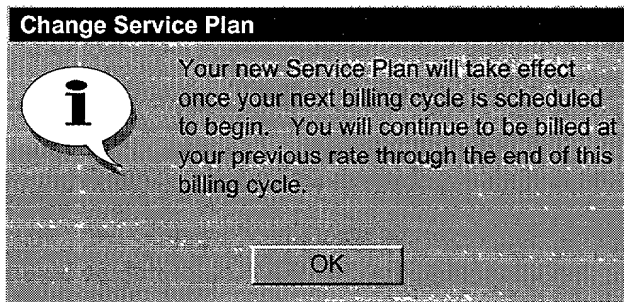 Change Service Plan
i
Your new Service Plan will take effect
once your next billing cycle is scheduled
to begin.   You will continue to be billed at
your previous rate through the end of this
billing cycle.
OK